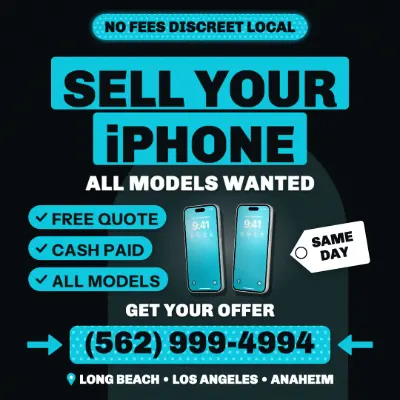 NO FEES DISCREET LOCAL
SELL YOUR
iPHONE
ALL MODELS WANTED
FREE QUOTE
CASH PAID
ALL MODELS
9:41
9:41
SAME
DAY
GET YOUR OFFER
(562) 999-4994
LONG BEACH • LOS ANGELES • ANAHEIM